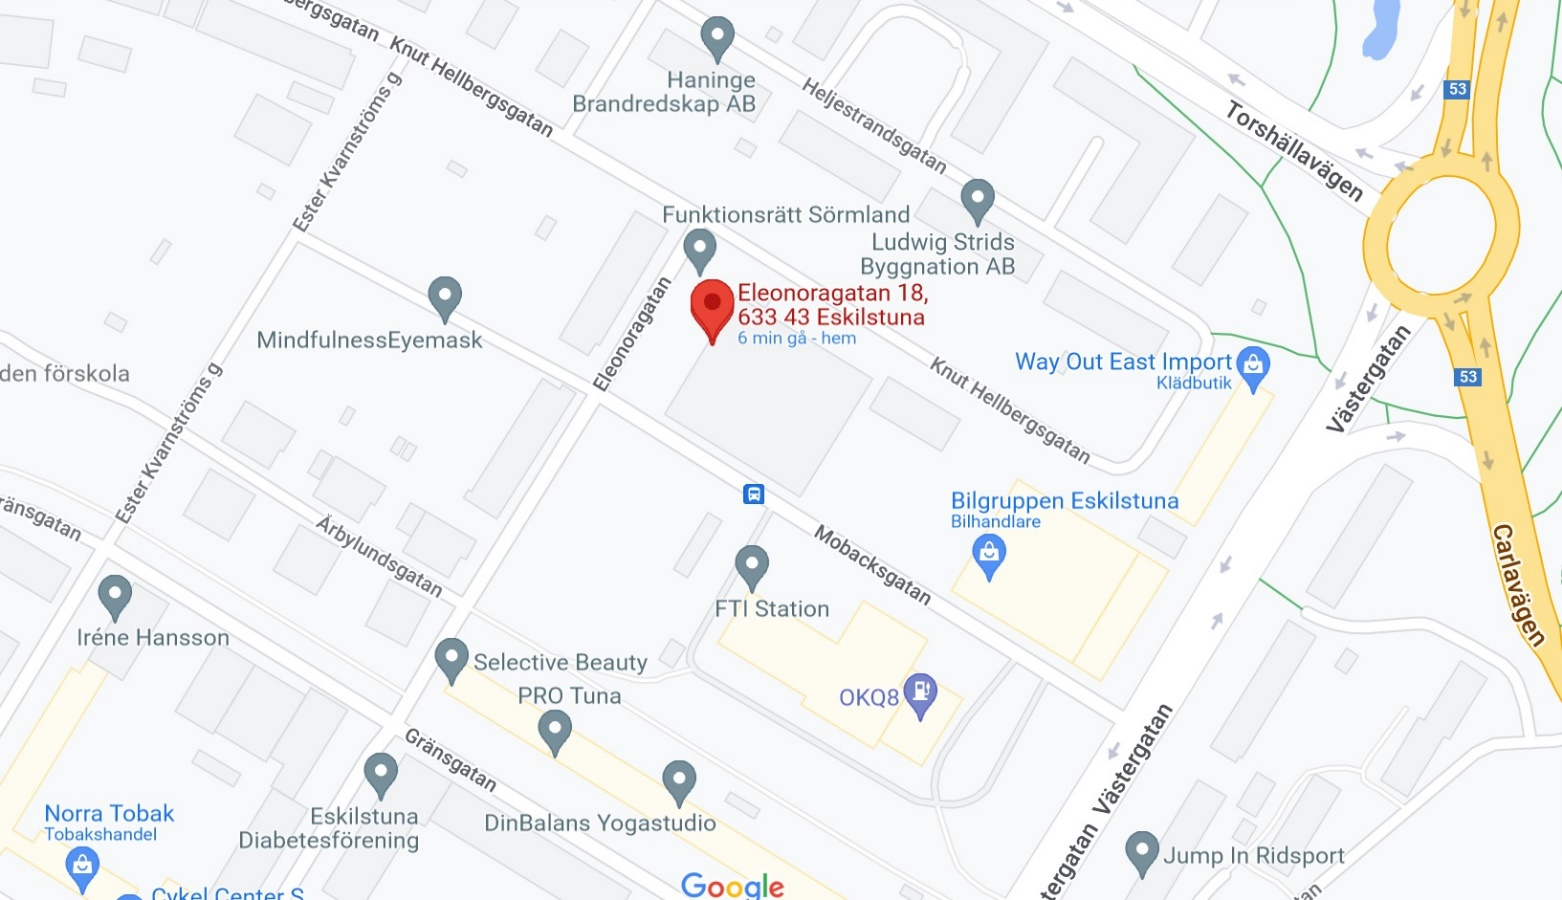 Knut Hellbergsgatan
Haninge
Brandredskap AB
Heljestrandsgatan
53
Torshällavägen
Ester Kvarnströms g
Funktionsrätt Sörmland
Ludwig Strids
Byggnation AB
Eleonoragatan 18,
633 43 Eskilstuna
6 min gå - hem
MindfulnessEyemask
Eleonoragatan
den förskola
Knut Hellbergsgatan
Way Out East Import
Klädbutik
Västergatan
53
Ester Kvarnströms g
Bilgruppen Eskilstuna
Bilhandlare
Årbylundsgatan
Mobacksgatan
Carlavägen
FTI Station
Iréne Hansson
Selective Beauty
PRO Tuna
OKQ8
Gränsgatan
Västergatan
Eskilstuna
Diabetesförening
DinBalans Yogastudio
Norra Tobak
Tobakshandel
Jump In Ridsport
Google